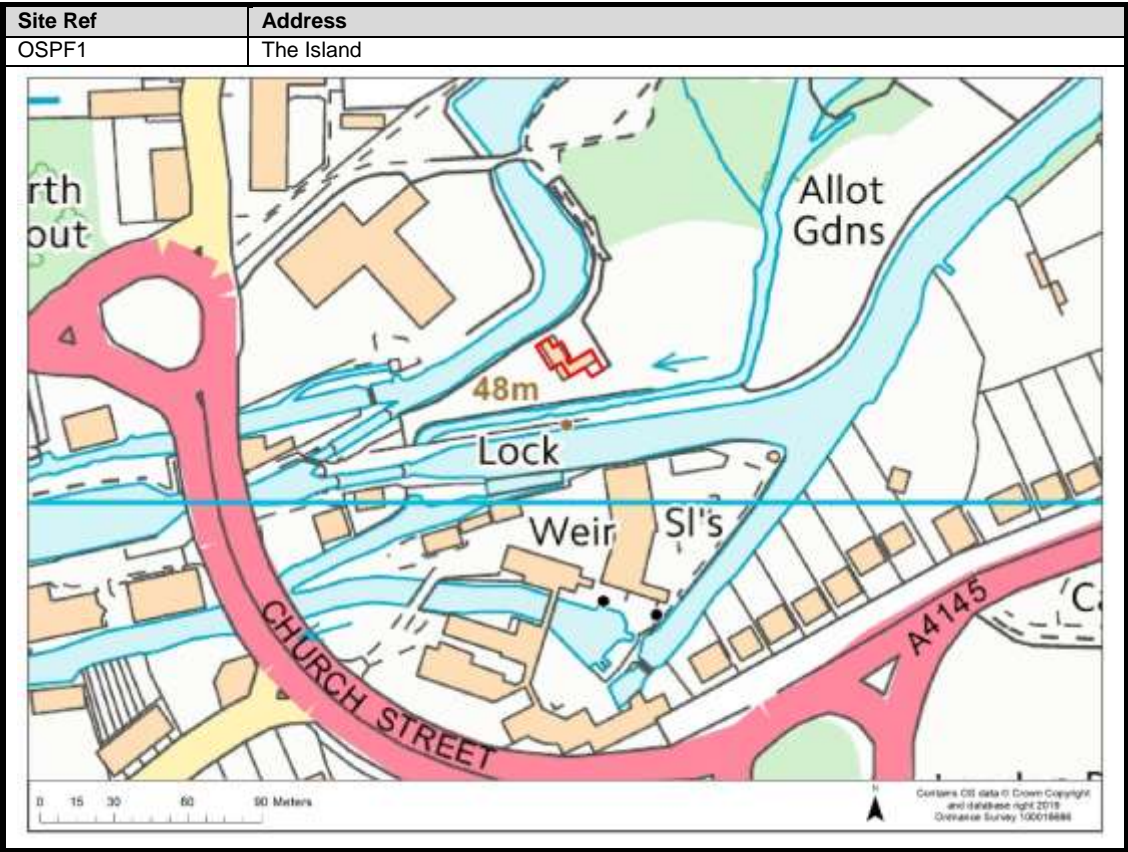 Site Ref Address
OSPF1 The Island
rth
out
Allot
Gdns
48m
Lock
Weir
Sl's
CHURCH STREET
A4145
Ca
0 15 30 60 90 Meters
N
Contains OS data © Crown Copyright
and database right 2019
Ordnance Survey 100018686